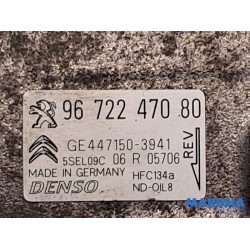 96 722 470 80
GE447150-3941
5SEL09C 06 R 05706
MADE IN GERMANY HFC134a
DENSO ND-OIL8
REV